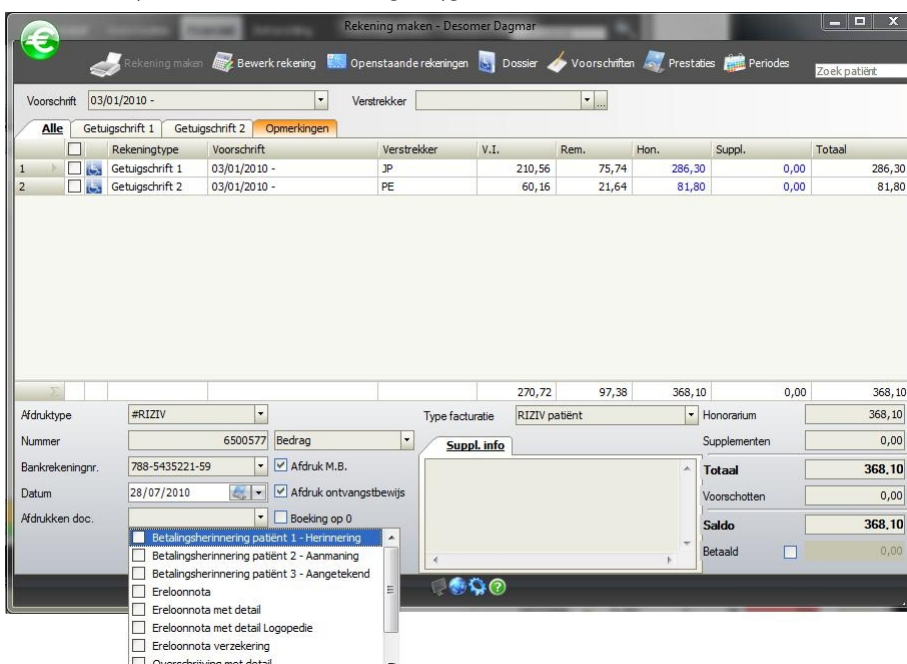 Rekening maken - Desomer Dagmar
Rekening maken Bewerk rekening Openstaande rekeningen Dossier Voorschriften Prestaties Periodes Zoek patiënt
Voorschrift 03/01/2010 - Verstrekker ...
Alle Getuigschrift 1 Getuigschrift 2 Opmerkingen
Rekeningtype Voorschrift Verstrekker V.I. Rem. Hon. Suppl. Totaal
1 Getuigschrift 1 03/01/2010 - JP 210,56 75,74 286,30 0,00 286,30
2 Getuigschrift 2 03/01/2010 - PE 60,16 21,64 81,80 0,00 81,80
Σ 270,72 97,38 368,10 0,00 368,10
Afdruktype #RIZIV Type facturatie RIZIV patiënt Honorarium 368,10
Nummer 6500577 Bedrag Suppl. info Supplementen 0,00
Bankrekeningnr. 788-5435221-59 Afdruk M.B. Totaal 368,10
Datum 28/07/2010 Afdruk ontvangstbewijs Voorschotten 0,00
Afdrukken doc. Boeking op 0 Saldo 368,10
Betalingsherinnering patiënt 1 - Herinnering
Betaald 0,00
Betalingsherinnering patiënt 2 - Aanmaning
Betalingsherinnering patiënt 3 - Aangetekend
Ereloonnota
Ereloonnota met detail
Ereloonnota met detail Logopedie
Ereloonnota verzekering
Overschrijving met detail